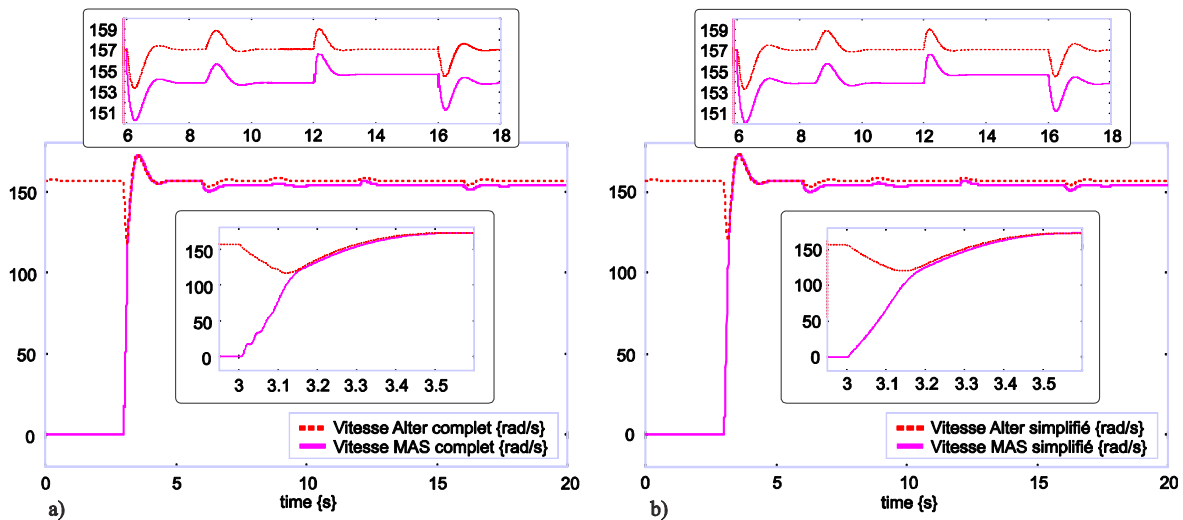 159
157
155
153
151
6 8 10 12 14 16 18
150
100
50
0
150
100
50
0
3 3.1 3.2 3.3 3.4 3.5
Vitesse Alter complet {rad/s}
Vitesse MAS complet {rad/s}
0 5 10 15 20
time {s}
a)
159
157
155
153
151
6 8 10 12 14 16 18
150
100
50
0
150
100
50
0
3 3.1 3.2 3.3 3.4 3.5
Vitesse Alter simplifié {rad/s}
Vitesse MAS simplifié {rad/s}
0 5 10 15 20
time {s}
b)